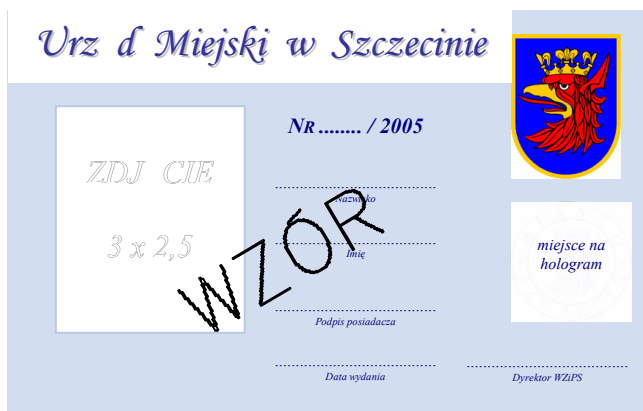 Urz d Miejski w Szczecinie
NR ........ / 2005
ZDJ CIE
3 x 2,5
Nazwisko
Imię
WZÓR
miejsce na
hologram
Podpis posiadacza
Data wydania
Dyrektor WZiPS